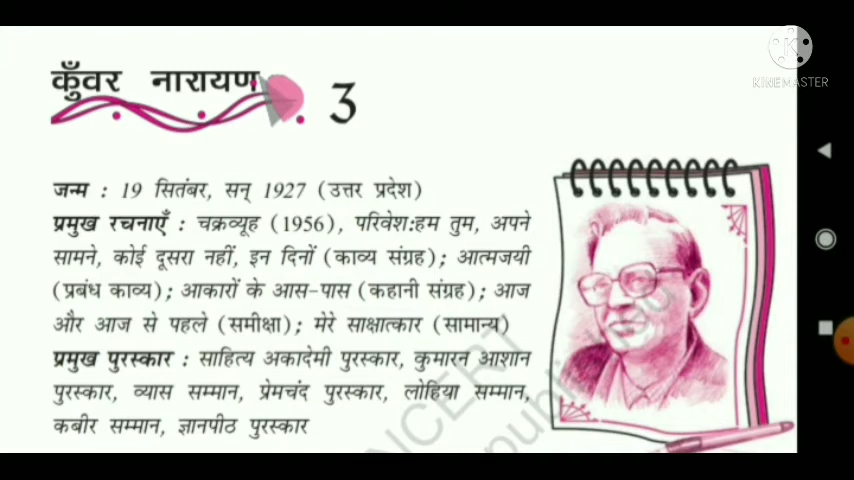 कुँवर नारायण
3
KINEMASTER
जन्म : 19 सितंबर, सन् 1927 (उत्तर प्रदेश)
प्रमुख रचनाएँ : चक्रव्यूह (1956), परिवेश:हम तुम, अपने
सामने, कोई दूसरा नहीं, इन दिनों (काव्य संग्रह); आत्मजयी
(प्रबंध काव्य); आकारों के आस-पास (कहानी संग्रह); आज
और आज से पहले (समीक्षा); मेरे साक्षात्कार (सामान्य)
प्रमुख पुरस्कार : साहित्य अकादेमी पुरस्कार, कुमारन आशान
पुरस्कार, व्यास सम्मान, प्रेमचंद पुरस्कार, लोहिया सम्मान,
कबीर सम्मान, ज्ञानपीठ पुरस्कार